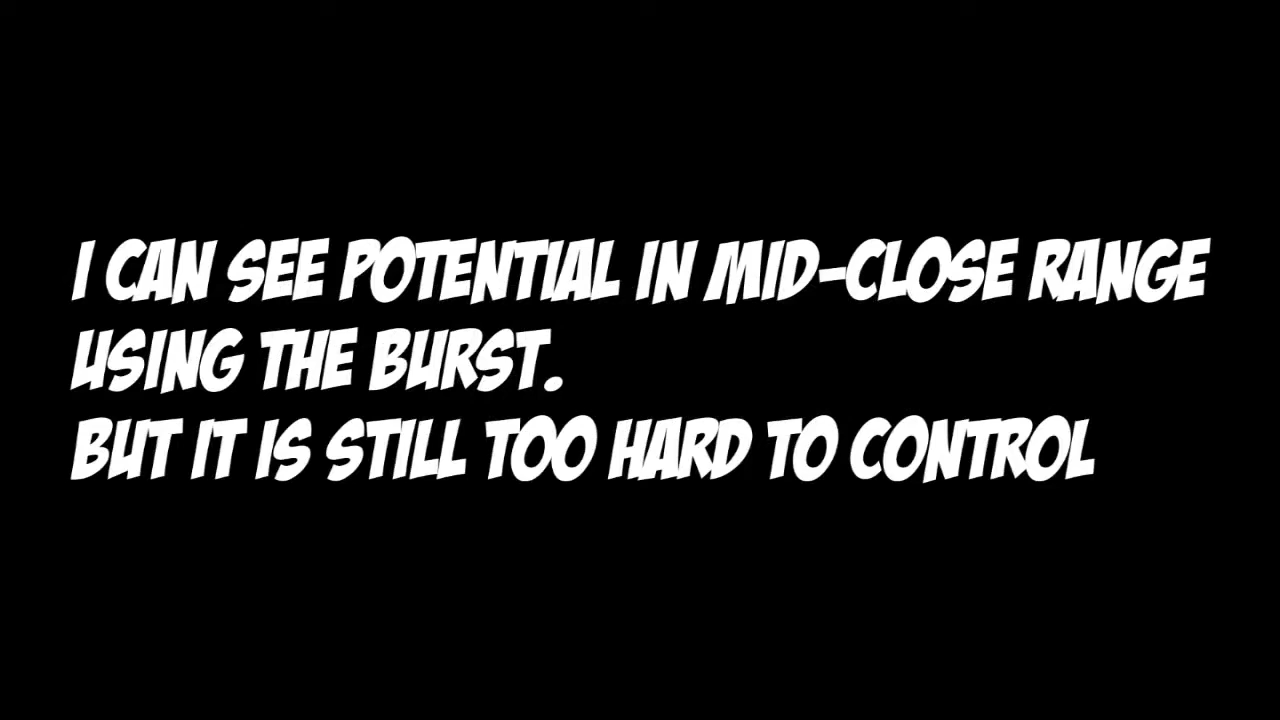 I CAN SEE POTENTIAL IN MID-CLOSE RANGE
USING THE BURST.
BUT IT IS STILL TOO HARD TO CONTROL